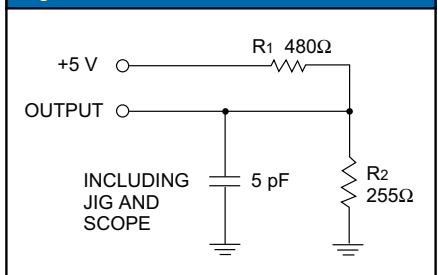 R1 480Ω
+5 V
OUTPUT
INCLUDING
JIG AND
SCOPE
5 pF
R2
255Ω